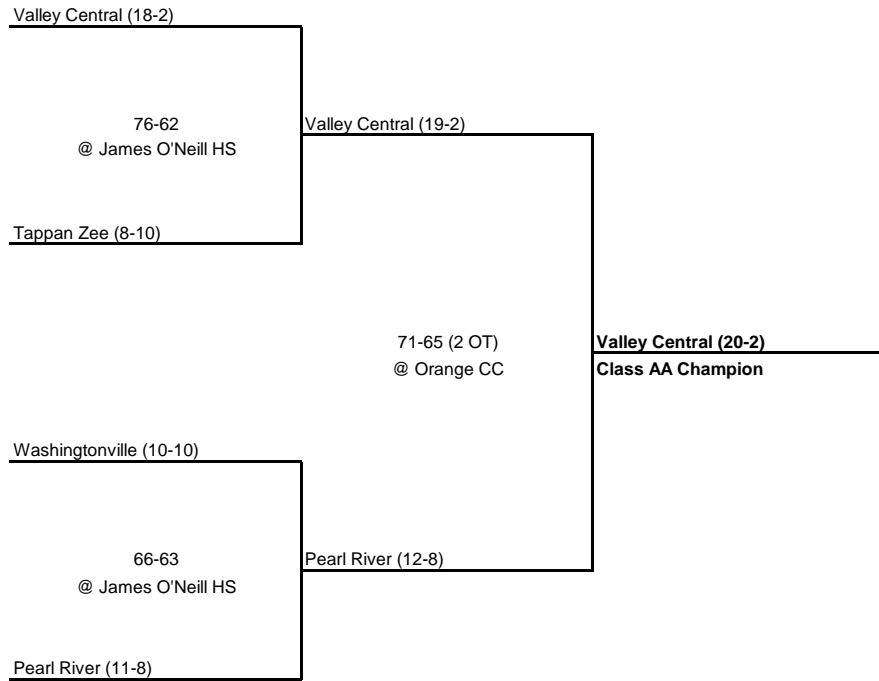 Valley Central (18-2)
76-62
@ James O'Neill HS
Valley Central (19-2)
Tappan Zee (8-10)
71-65 (2 OT)
@ Orange CC
Valley Central (20-2)
Class AA Champion
Washingtonville (10-10)
66-63
@ James O'Neill HS
Pearl River (12-8)
Pearl River (11-8)